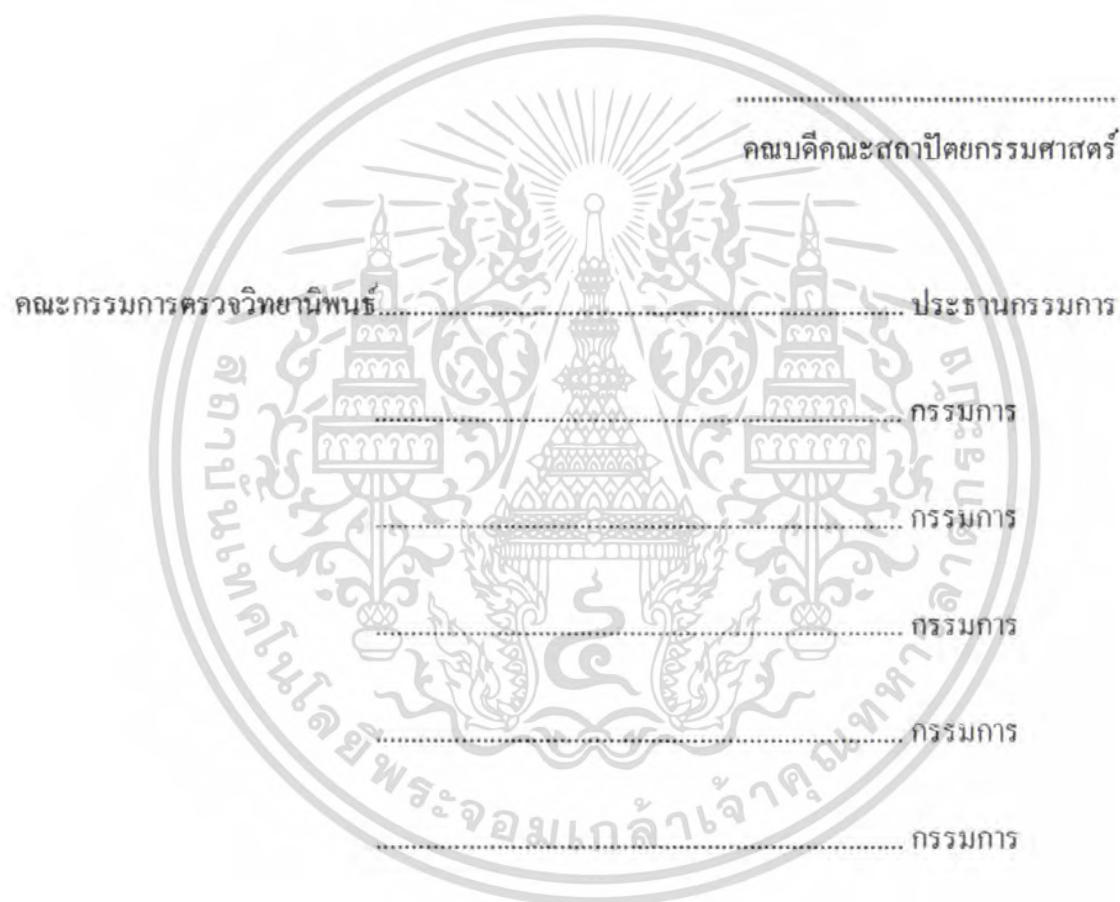 ............................................................
คณบดีคณะสถาปัตยกรรมศาสตร์
คณะกรรมการตรวจวิทยานิพนธ์............................................................ ประธานกรรมการ
............................................................ กรรมการ
............................................................ กรรมการ
............................................................ กรรมการ
............................................................ กรรมการ
............................................................ กรรมการ
สถาบันเทคโนโลยีพระจอมเกล้าเจ้าคุณทหารลาดกระบัง